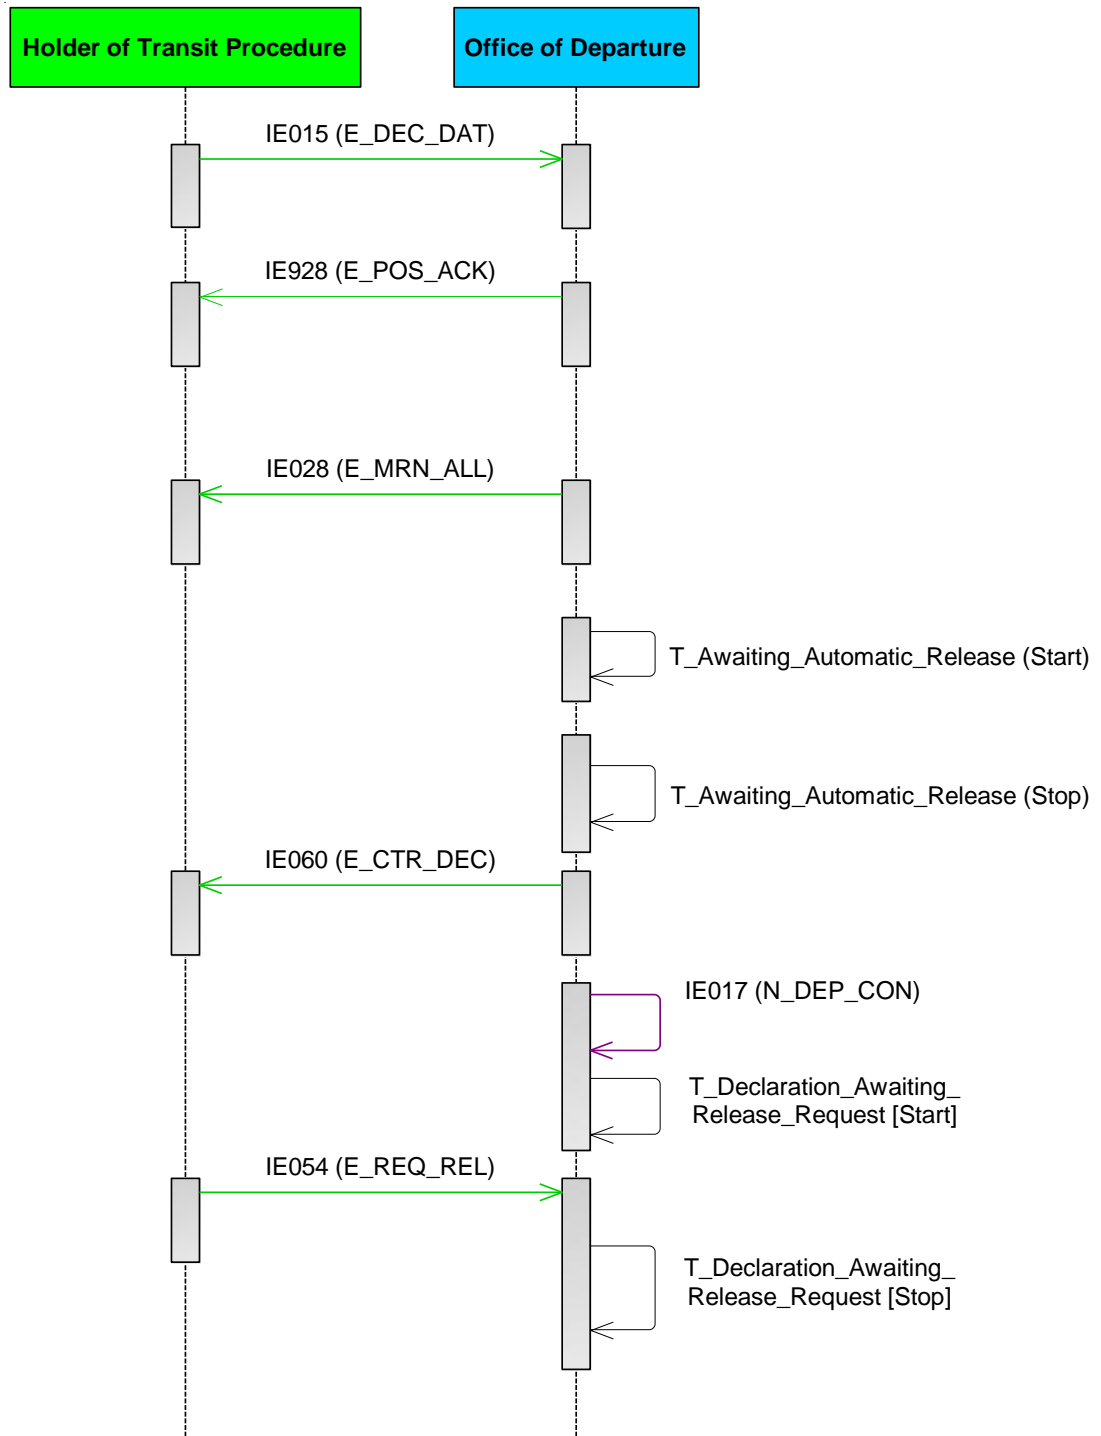 Holder of Transit Procedure
Office of Departure
IE015 (E_DEC_DAT)
IE928 (E_POS_ACK)
IE028 (E_MRN_ALL)
T_Awaiting_Automatic_Release (Start)
T_Awaiting_Automatic_Release (Stop)
IE060 (E_CTR_DEC)
IE017 (N_DEP_CON)
T_Declaration_Awaiting_
Release_Request [Start]
IE054 (E_REQ_REL)
T_Declaration_Awaiting_
Release_Request [Stop]